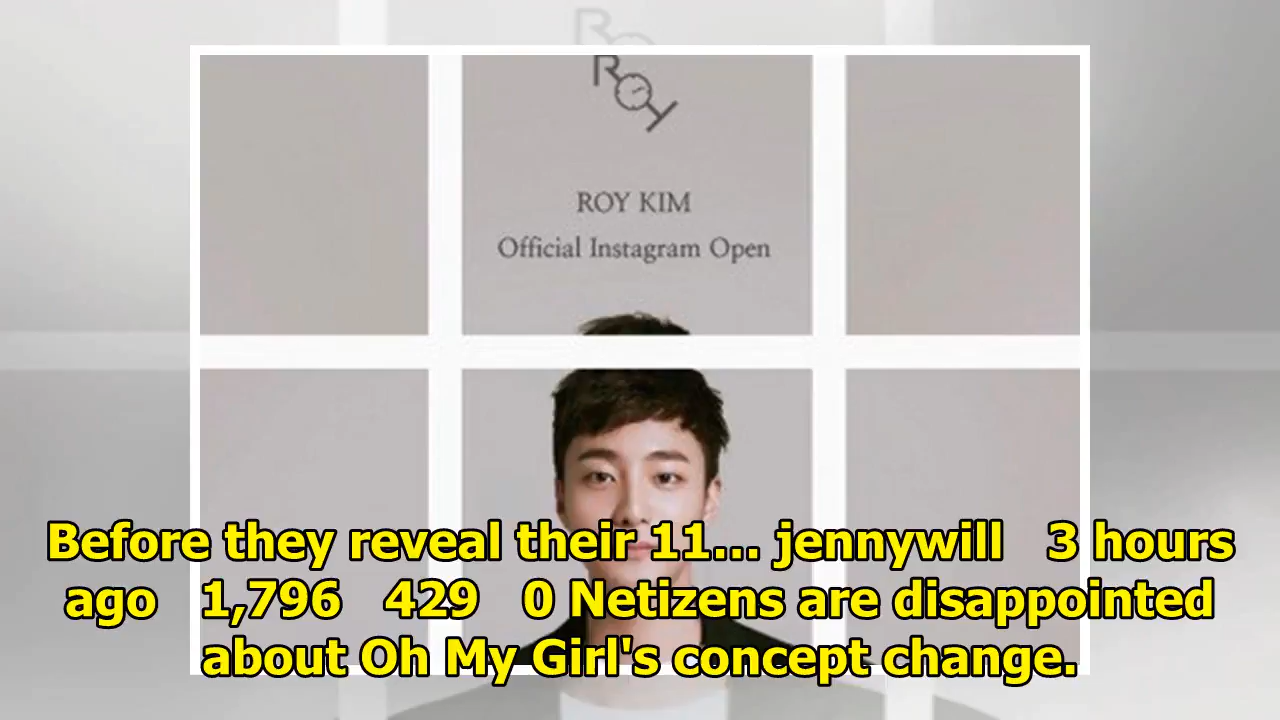 R
ROY
ROY KIM
Official Instagram Open
Before they reveal their 11... jennywill 3 hours
ago 1,796 429 0 Netizens are disappointed
about Oh My Girl's concept change.